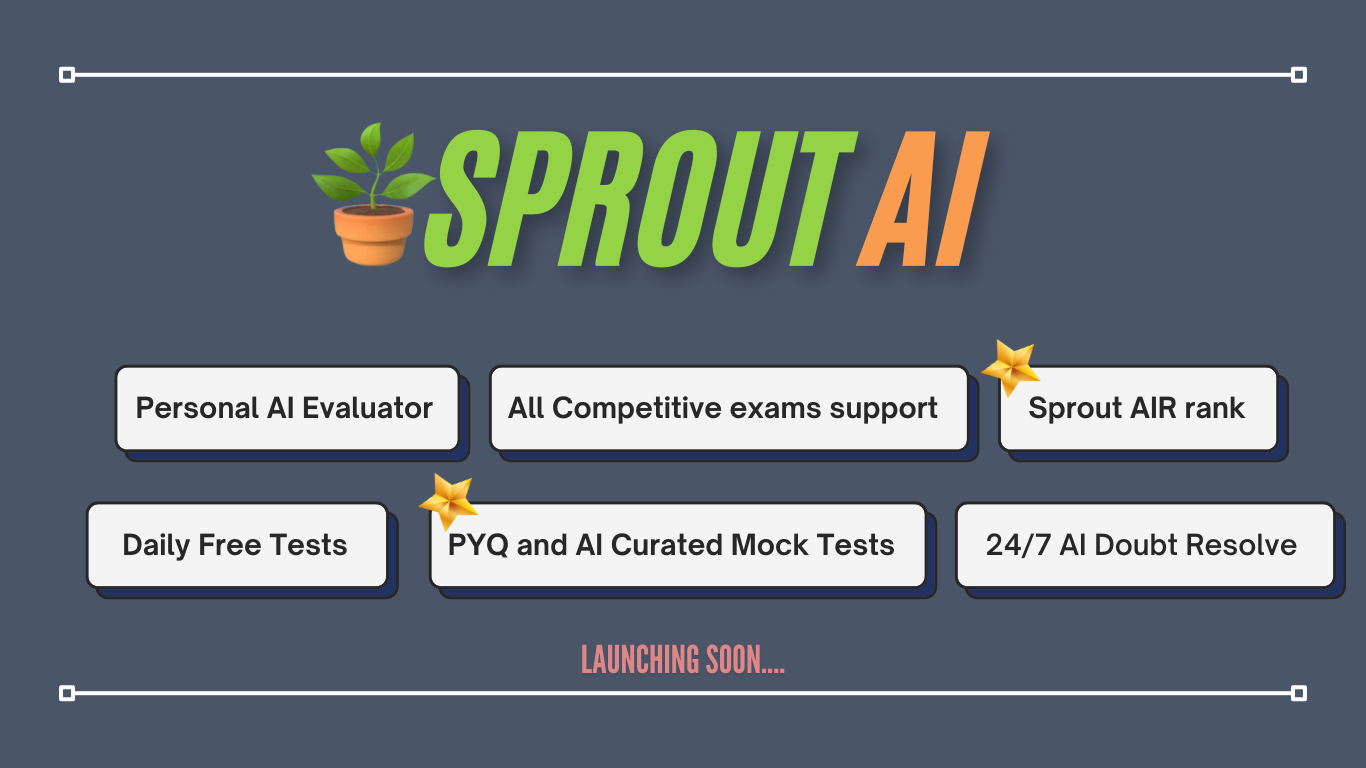 SPROUT AI
Personal AI Evaluator
All Competitive exams support
Sprout AIR rank
Daily Free Tests
PYQ and AI Curated Mock Tests
24/7 AI Doubt Resolve
LAUNCHING SOON....